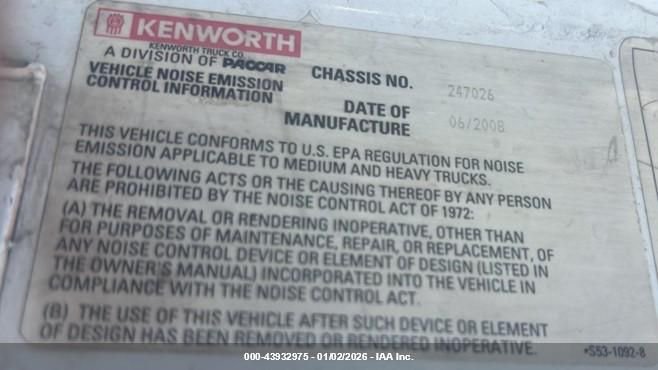 KENWORTH
KENWORTH TRUCK CO.
A DIVISION OF PACCAR
VEHICLE NOISE EMISSION
CONTROL INFORMATION
CHASSIS NO. 247026
DATE OF
MANUFACTURE 06/2008
THIS VEHICLE CONFORMS TO U.S. EPA REGULATION FOR NOISE
EMISSION APPLICABLE TO MEDIUM AND HEAVY TRUCKS.
THE FOLLOWING ACTS OR THE CAUSING THEREOF BY ANY PERSON
ARE PROHIBITED BY THE NOISE CONTROL ACT OF 1972:
(A) THE REMOVAL OR RENDERING INOPERATIVE, OTHER THAN
FOR PURPOSES OF MAINTENANCE, REPAIR, OR REPLACEMENT, OF
ANY NOISE CONTROL DEVICE OR ELEMENT OF DESIGN (LISTED IN
THE OWNER'S MANUAL) INCORPORATED INTO THE VEHICLE IN
COMPLIANCE WITH THE NOISE CONTROL ACT.
(B) THE USE OF THIS VEHICLE AFTER SUCH DEVICE OR ELEMENT
OF DESIGN HAS BEEN REMOVED OR RENDERED INOPERATIVE.
*S53-1092-8
000-43932975 - 01/02/2026 - IAA Inc.